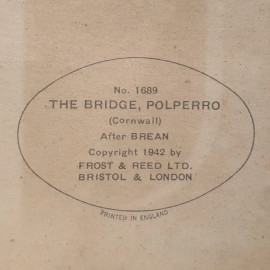 No. 1689
THE BRIDGE, POLPERRO
(Cornwall)
After BREAN
Copyright 1942 by
FROST & REED LTD.
BRISTOL & LONDON
PRINTED IN ENGLAND